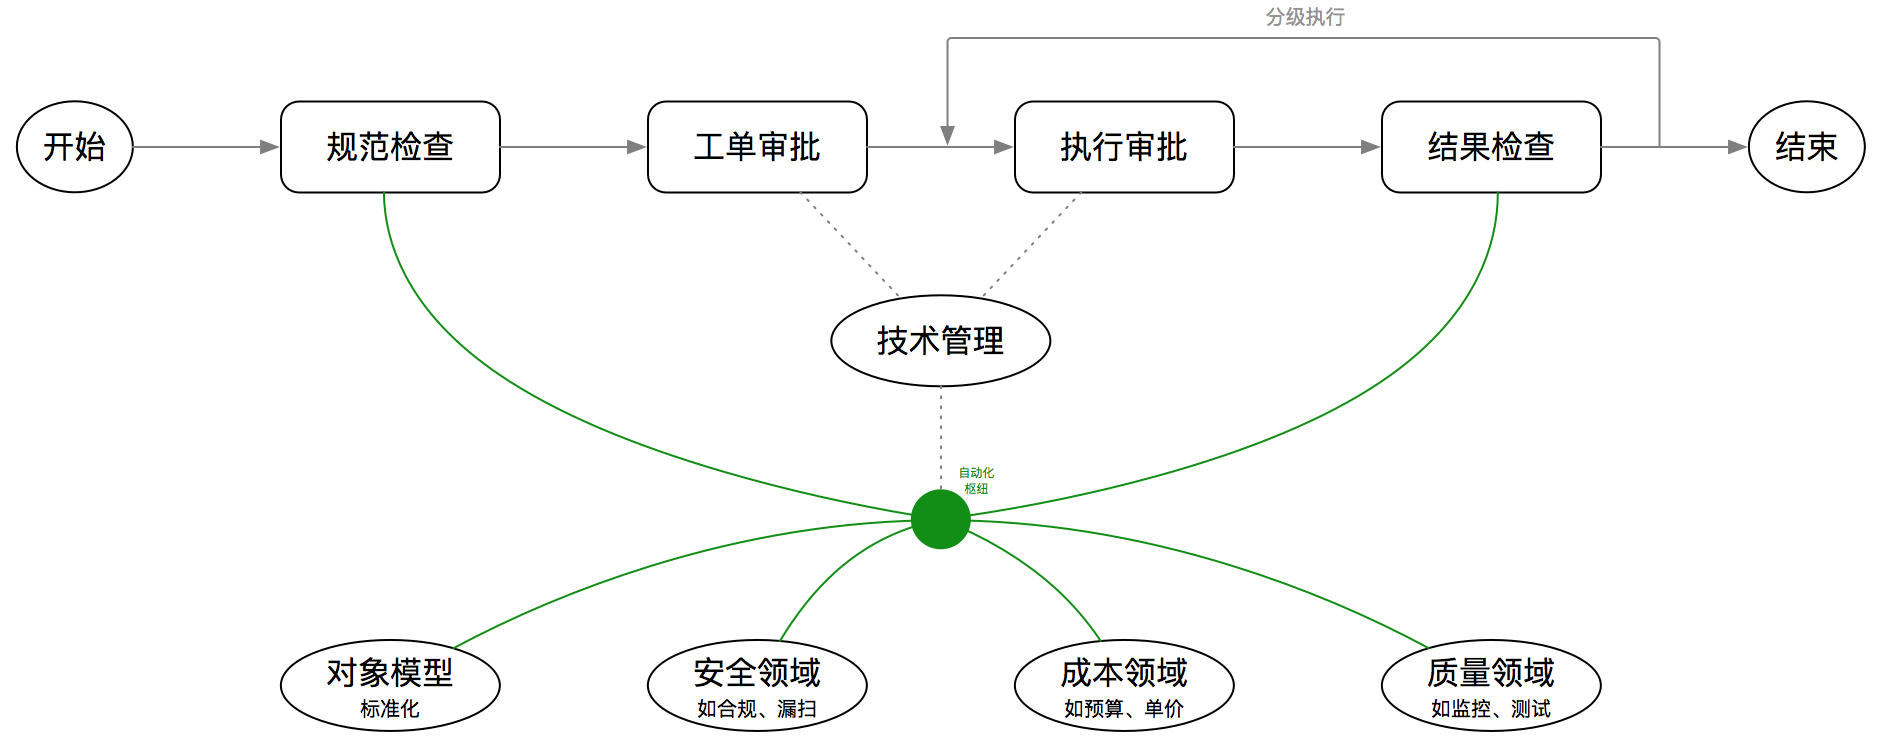 分级执行
开始
规范检查
工单审批
执行审批
结果检查
结束
技术管理
自动化
枢纽
对象模型
标准化
安全领域
如合规、漏扫
成本领域
如预算、单价
质量领域
如监控、测试